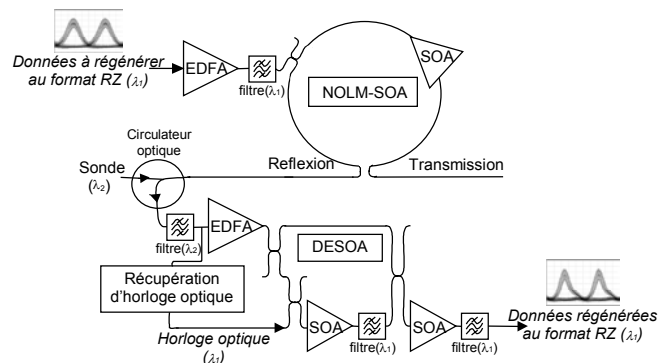 Données à régénérer
au format RZ (λ1)
EDFA
filtre(λ1)
SOA
NOLM-SOA
Circulateur
optique
Sonde
(λ2)
Reflexion
Transmission
filtre(λ2)
EDFA
DESOA
Récupération
d'horloge optique
Horloge optique
(λ1)
SOA
filtre(λ1)
SOA
filtre(λ1)
Données régénérées
au format RZ (λ1)